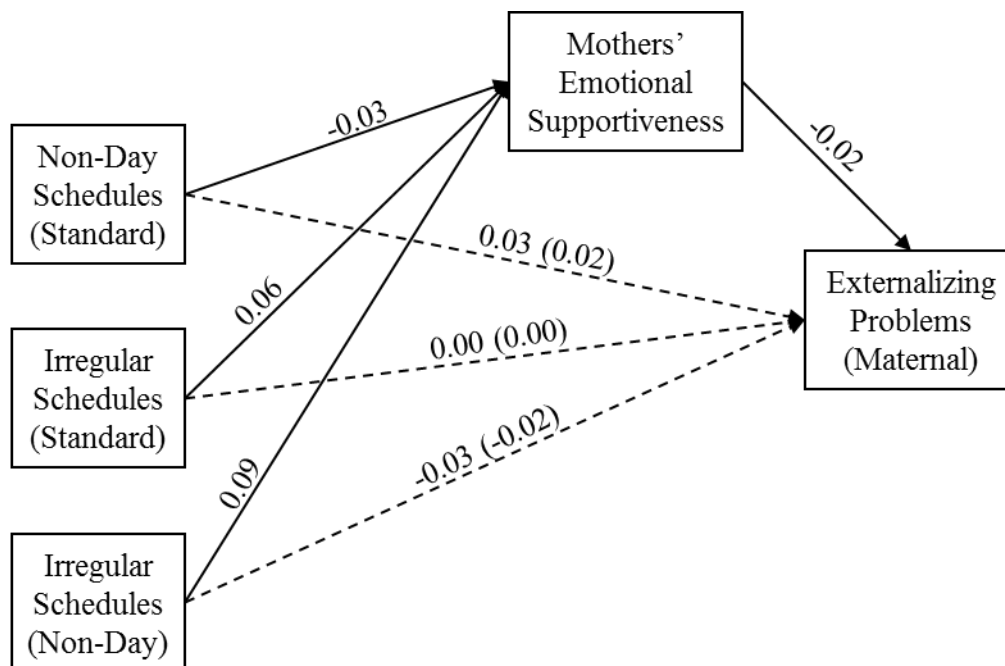 Mothers’
Emotional
Supportiveness
-0.03
-0.02
Non-Day
Schedules
(Standard)
0.03 (0.02)
0.06
Externalizing
Problems
(Maternal)
0.00 (0.00)
Irregular
Schedules
(Standard)
-0.03 (-0.02)
0.09
Irregular
Schedules
(Non-Day)